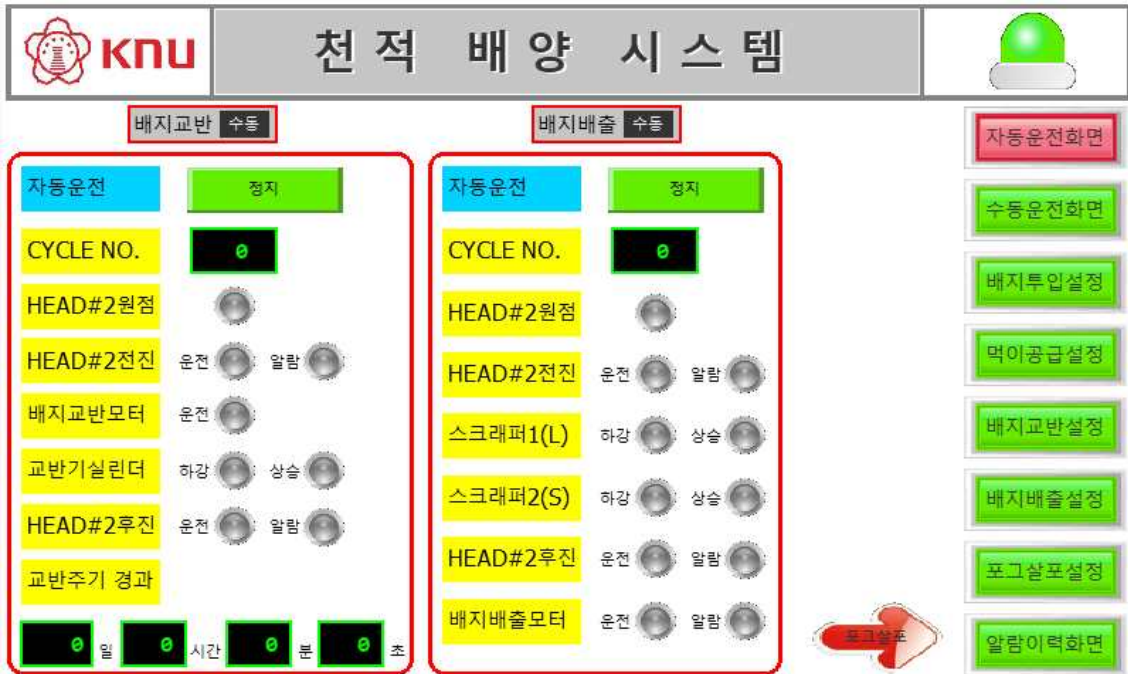 KNU
천적 배양 시스템
배지교반 수동
배지배출 수동
자동운전 정지
CYCLE NO. 0
HEAD#2원점
HEAD#2전진 운전 알람
배지교반모터 운전
교반기실린더 하강 상승
HEAD#2후진 운전 알람
교반주기 경과
0 일 0 시간 0 분 0 초
자동운전 정지
CYCLE NO. 0
HEAD#2원점
HEAD#2전진 운전 알람
스크래퍼1(L) 하강 상승
스크래퍼2(S) 하강 상승
HEAD#2후진 운전 알람
배지배출모터 운전 알람
포그살포
자동운전화면
수동운전화면
배지투입설정
먹이공급설정
배지교반설정
배지배출설정
포그살포설정
알람이력화면